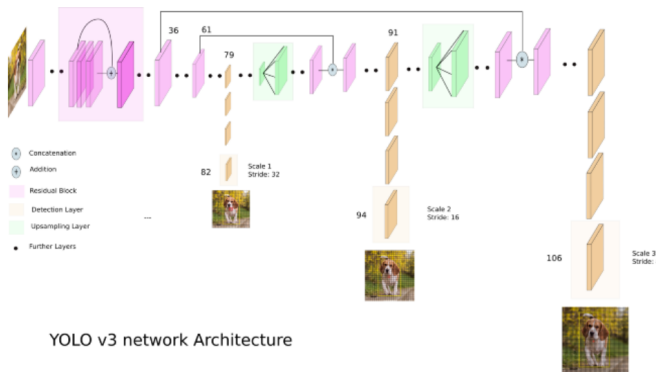 36
61
79
91
Concatenation
Addition
Residual Block
Detection Layer
Upsampling Layer
Further Layers
...
82
Scale 1
Stride: 32
94
Scale 2
Stride: 16
106
Scale 3
Stride:
YOLO v3 network Architecture